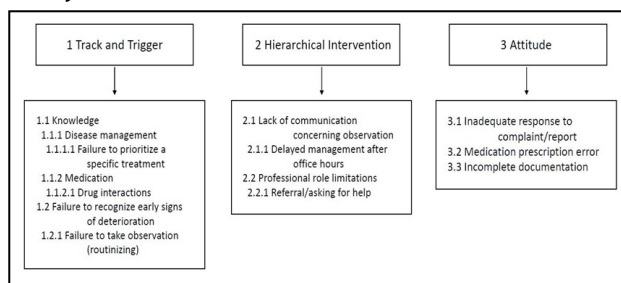 1 Track and Trigger
1.1 Knowledge
1.1.1 Disease management
1.1.1.1 Failure to prioritize a
specific treatment
1.1.2 Medication
1.1.2.1 Drug interactions
1.2 Failure to recognize early signs
of deterioration
1.2.1 Failure to take observation
(routinizing)
2 Hierarchical Intervention
2.1 Lack of communication
concerning observation
2.1.1 Delayed management after
office hours
2.2 Professional role limitations
2.2.1 Referral/asking for help
3 Attitude
3.1 Inadequate response to
complaint/report
3.2 Medication prescription error
3.3 Incomplete documentation